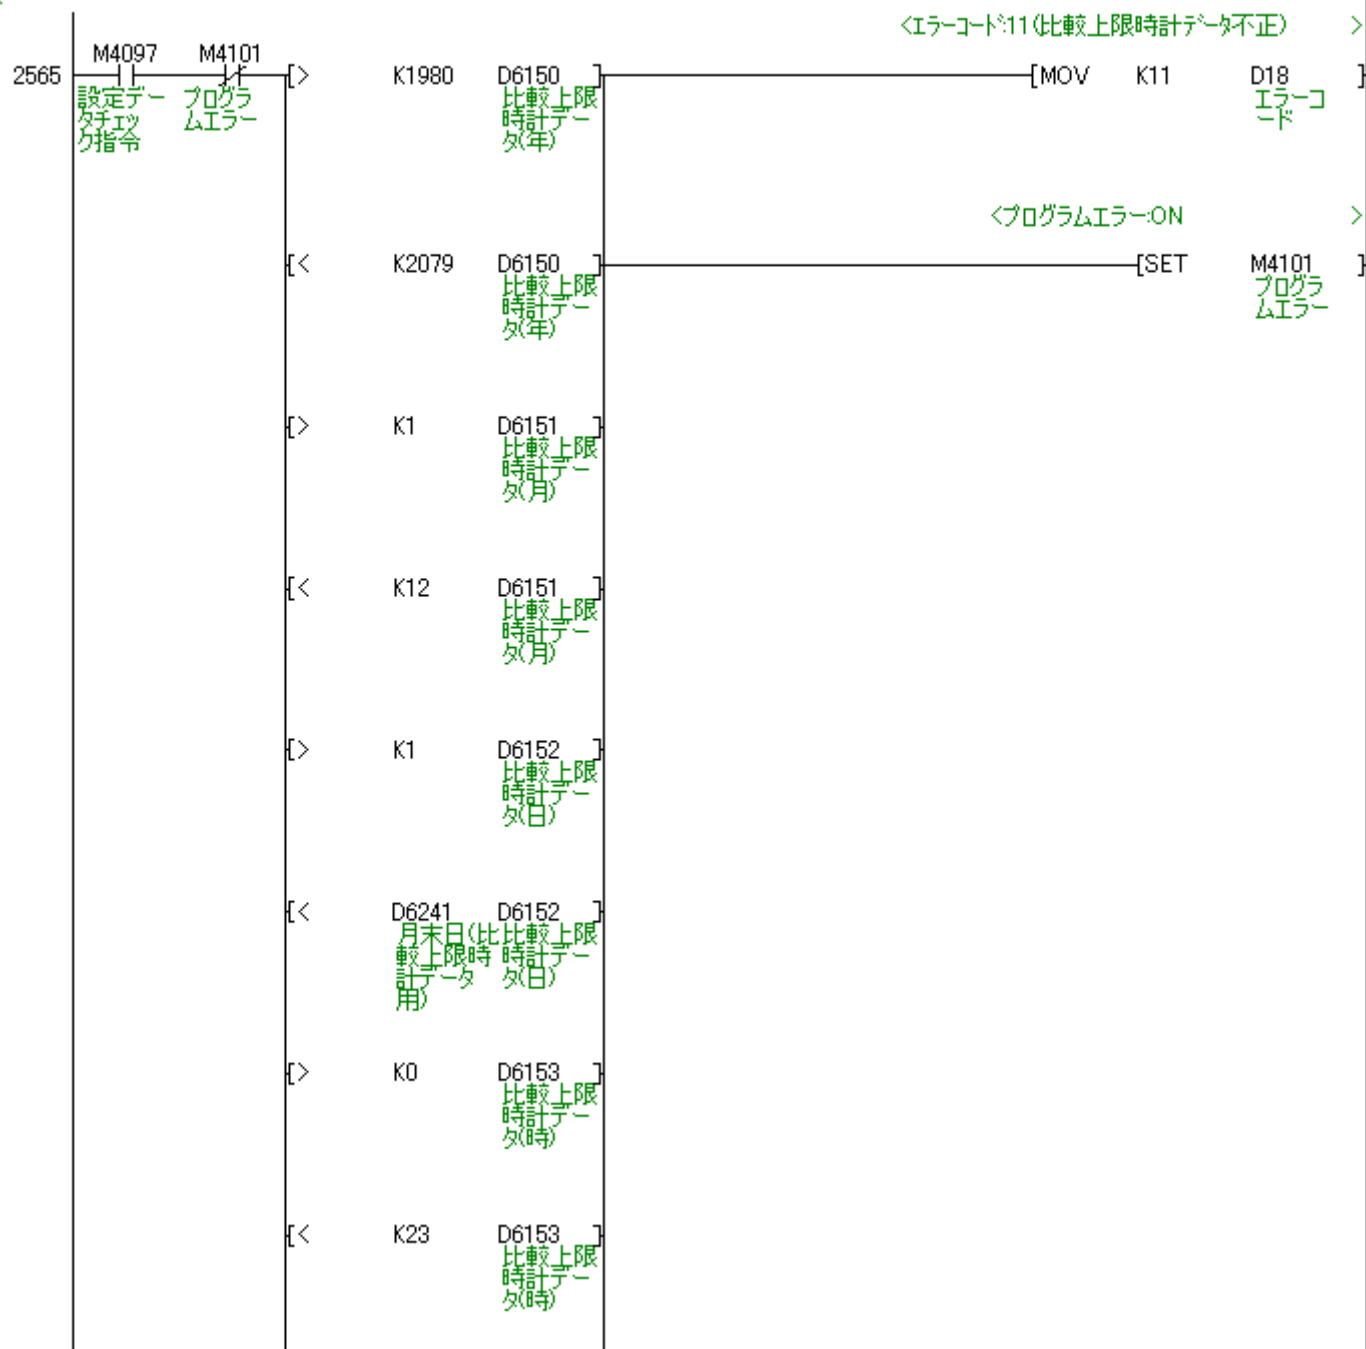 <エラーコード:11(比較上限時計データ不正) >
M4097 M4101
2565 [> K1980 D6150 ] [MOV K11 D18 ]
設定デー プログラ 比較上限 エラーコ
タチェッ ムエラー 時計デー ード
ク指令 タ(年)
<プログラムエラー:ON >
[< K2079 D6150 ] [SET M4101 ]
比較上限 プログラ
時計デー ムエラー
タ(年)
[> K1 D6151 ]
比較上限
時計デー
タ(月)
[< K12 D6151 ]
比較上限
時計デー
タ(月)
[> K1 D6152 ]
比較上限
時計デー
タ(日)
[< D6241 D6152 ]
月末日(比 比較上限
較上限時 時計デー
計データ タ(日)
用)
[> K0 D6153 ]
比較上限
時計デー
タ(時)
[< K23 D6153 ]
比較上限
時計デー
タ(時)